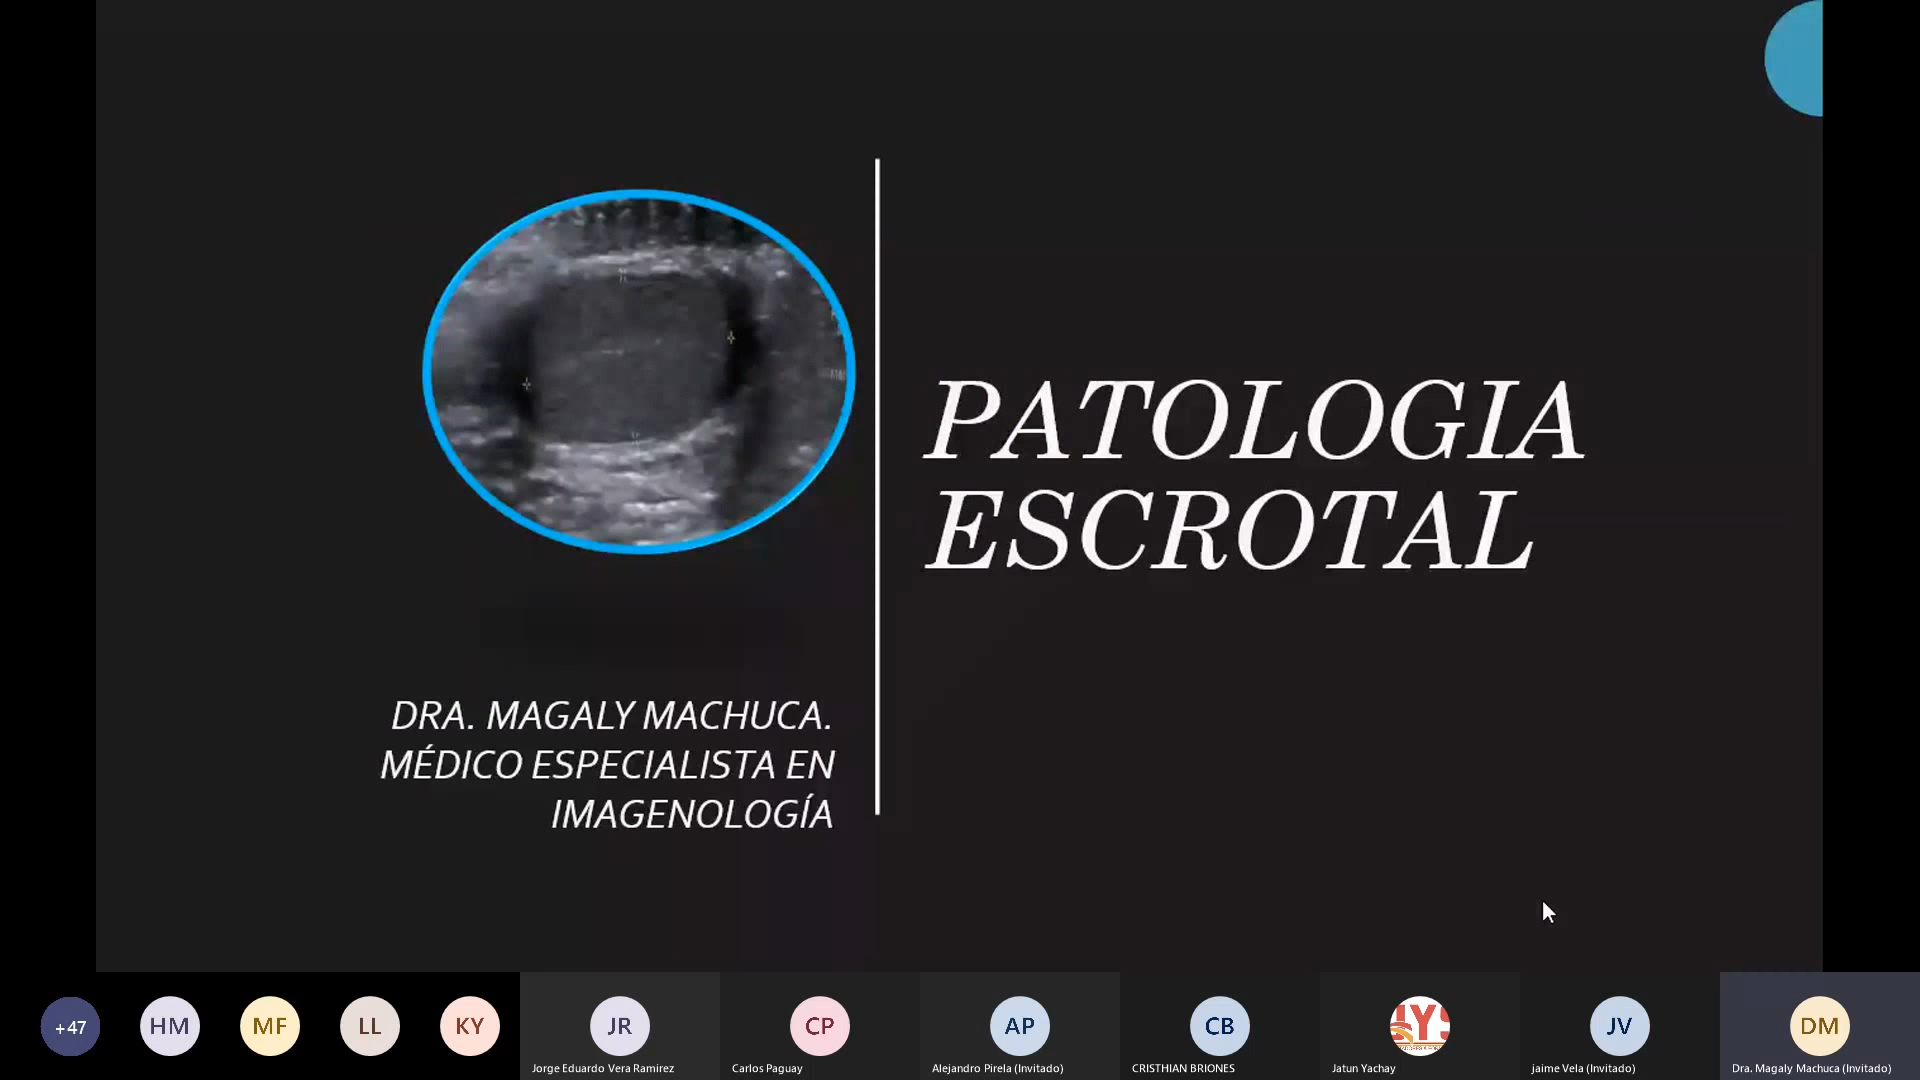 PATOLOGIA
ESCROTAL
DRA. MAGALY MACHUCA.
MÉDICO ESPECIALISTA EN
IMAGENOLOGÍA
+47
HM
MF
LL
KY
JR
Jorge Eduardo Vera Ramirez
CP
Carlos Paguay
AP
Alejandro Pirela (Invitado)
CB
CRISTHIAN BRIONES
Jatun Yachay
JV
jaime Vela (Invitado)
DM
Dra. Magaly Machuca (Invitado)